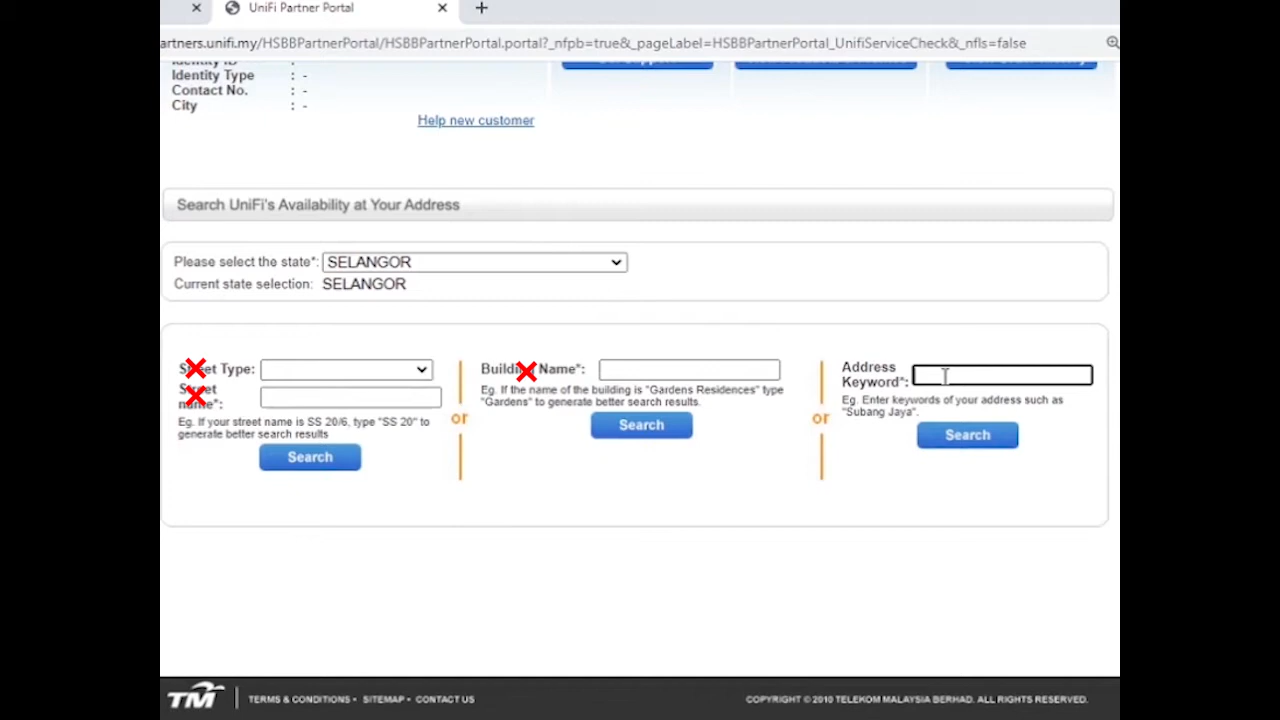 UniFi Partner Portal
artners.unifi.my/HSBBPartnerPortal/HSBBPartnerPortal.portal?_nfpb=true&_pageLabel=HSBBPartnerPortal_UnifiServiceCheck&_nfls=false
Identity ID :
Identity Type : -
Contact No. : -
City : -
Help new customer
Search UniFi's Availability at Your Address
Please select the state*: SELANGOR
Current state selection: SELANGOR
Street Type:
Street name*:
Eg. If your street name is SS 20/6, type "SS 20" to
generate better search results
Search
or
Building Name*:
Eg. If the name of the building is "Gardens Residences" type
"Gardens" to generate better search results.
Search
or
Address
Keyword*:
Eg. Enter keywords of your address such as
"Subang Jaya".
Search
TM TERMS & CONDITIONS • SITEMAP • CONTACT US
COPYRIGHT © 2010 TELEKOM MALAYSIA BERHAD. ALL RIGHTS RESERVED.